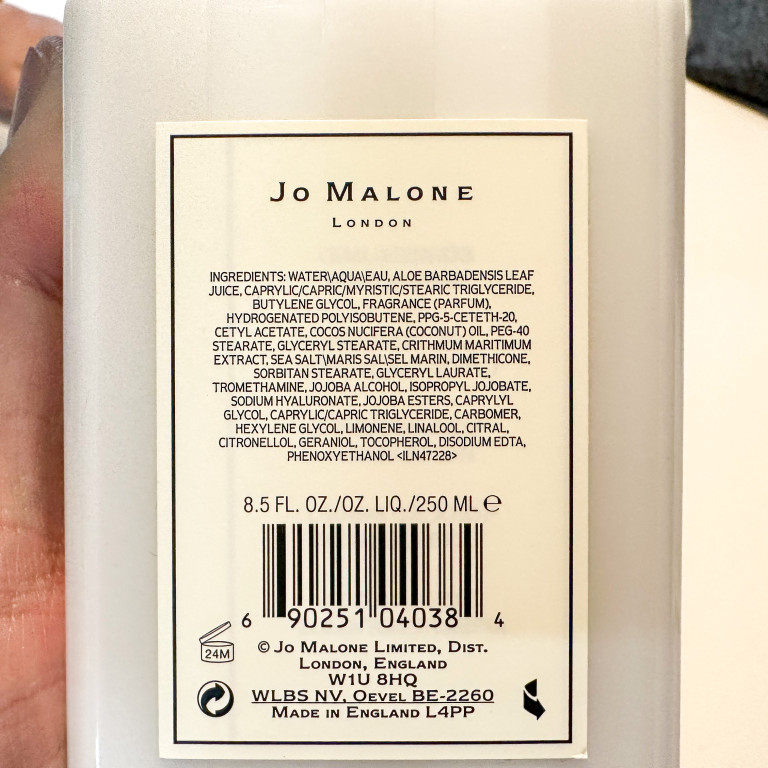 JO MALONE
LONDON
INGREDIENTS: WATER\AQUA\EAU, ALOE BARBADENSIS LEAF
JUICE, CAPRYLIC/CAPRIC/MYRISTIC/STEARIC TRIGLYCERIDE,
BUTYLENE GLYCOL, FRAGRANCE (PARFUM),
HYDROGENATED POLYISOBUTENE, PPG-5-CETETH-20,
CETYL ACETATE, COCOS NUCIFERA (COCONUT) OIL, PEG-40
STEARATE, GLYCERYL STEARATE, CRITHMUM MARITIMUM
EXTRACT, SEA SALT\MARIS SAL\SEL MARIN, DIMETHICONE,
SORBITAN STEARATE, GLYCERYL LAURATE,
TROMETHAMINE, JOJOBA ALCOHOL, ISOPROPYL JOJOBATE,
SODIUM HYALURONATE, JOJOBA ESTERS, CAPRYLYL
GLYCOL, CAPRYLIC/CAPRIC TRIGLYCERIDE, CARBOMER,
HEXYLENE GLYCOL, LIMONENE, LINALOOL, CITRAL,
CITRONELLOL, GERANIOL, TOCOPHEROL, DISODIUM EDTA,
PHENOXYETHANOL <ILN47228>
8.5 FL. OZ./OZ. LIQ./250 ML ℮
6 90251 04038 4
24M
© JO MALONE LIMITED, DIST.
LONDON, ENGLAND
W1U 8HQ
WLBS NV, OEVEL BE-2260
MADE IN ENGLAND L4PP